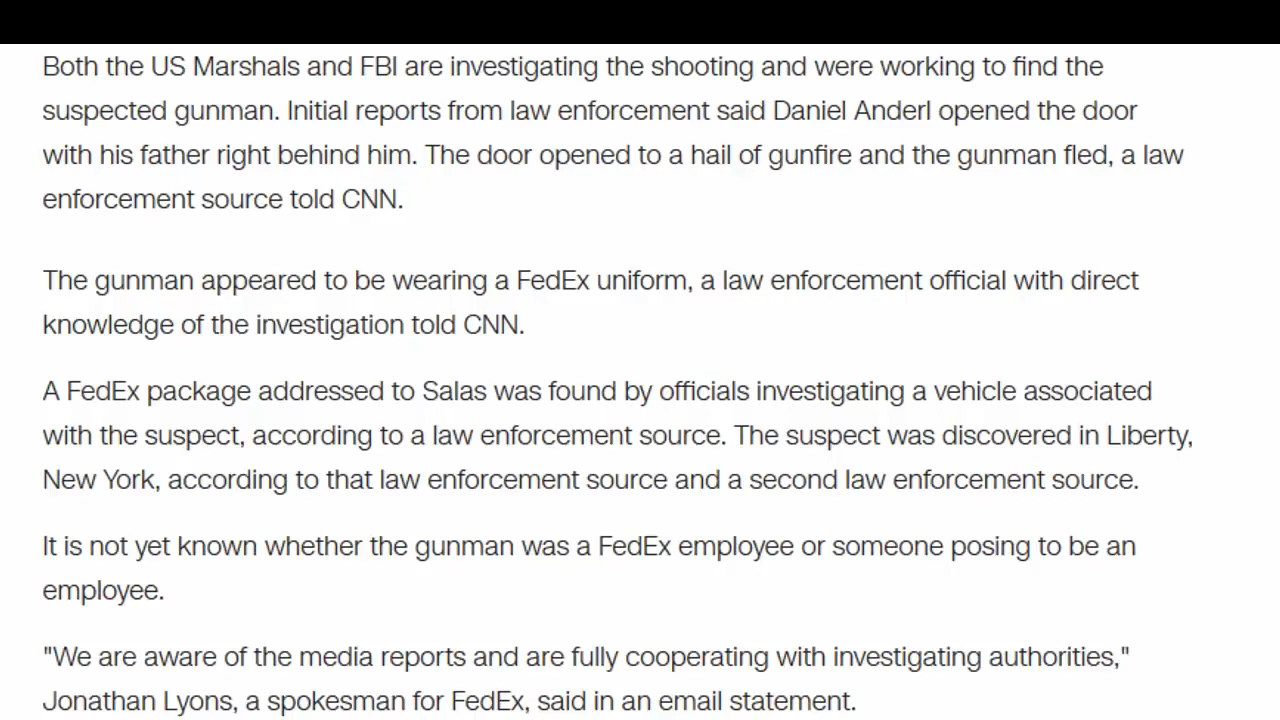 Both the US Marshals and FBI are investigating the shooting and were working to find the
suspected gunman. Initial reports from law enforcement said Daniel Anderl opened the door
with his father right behind him. The door opened to a hail of gunfire and the gunman fled, a law
enforcement source told CNN.
The gunman appeared to be wearing a FedEx uniform, a law enforcement official with direct
knowledge of the investigation told CNN.
A FedEx package addressed to Salas was found by officials investigating a vehicle associated
with the suspect, according to a law enforcement source. The suspect was discovered in Liberty,
New York, according to that law enforcement source and a second law enforcement source.
It is not yet known whether the gunman was a FedEx employee or someone posing to be an
employee.
"We are aware of the media reports and are fully cooperating with investigating authorities,"
Jonathan Lyons, a spokesman for FedEx, said in an email statement.